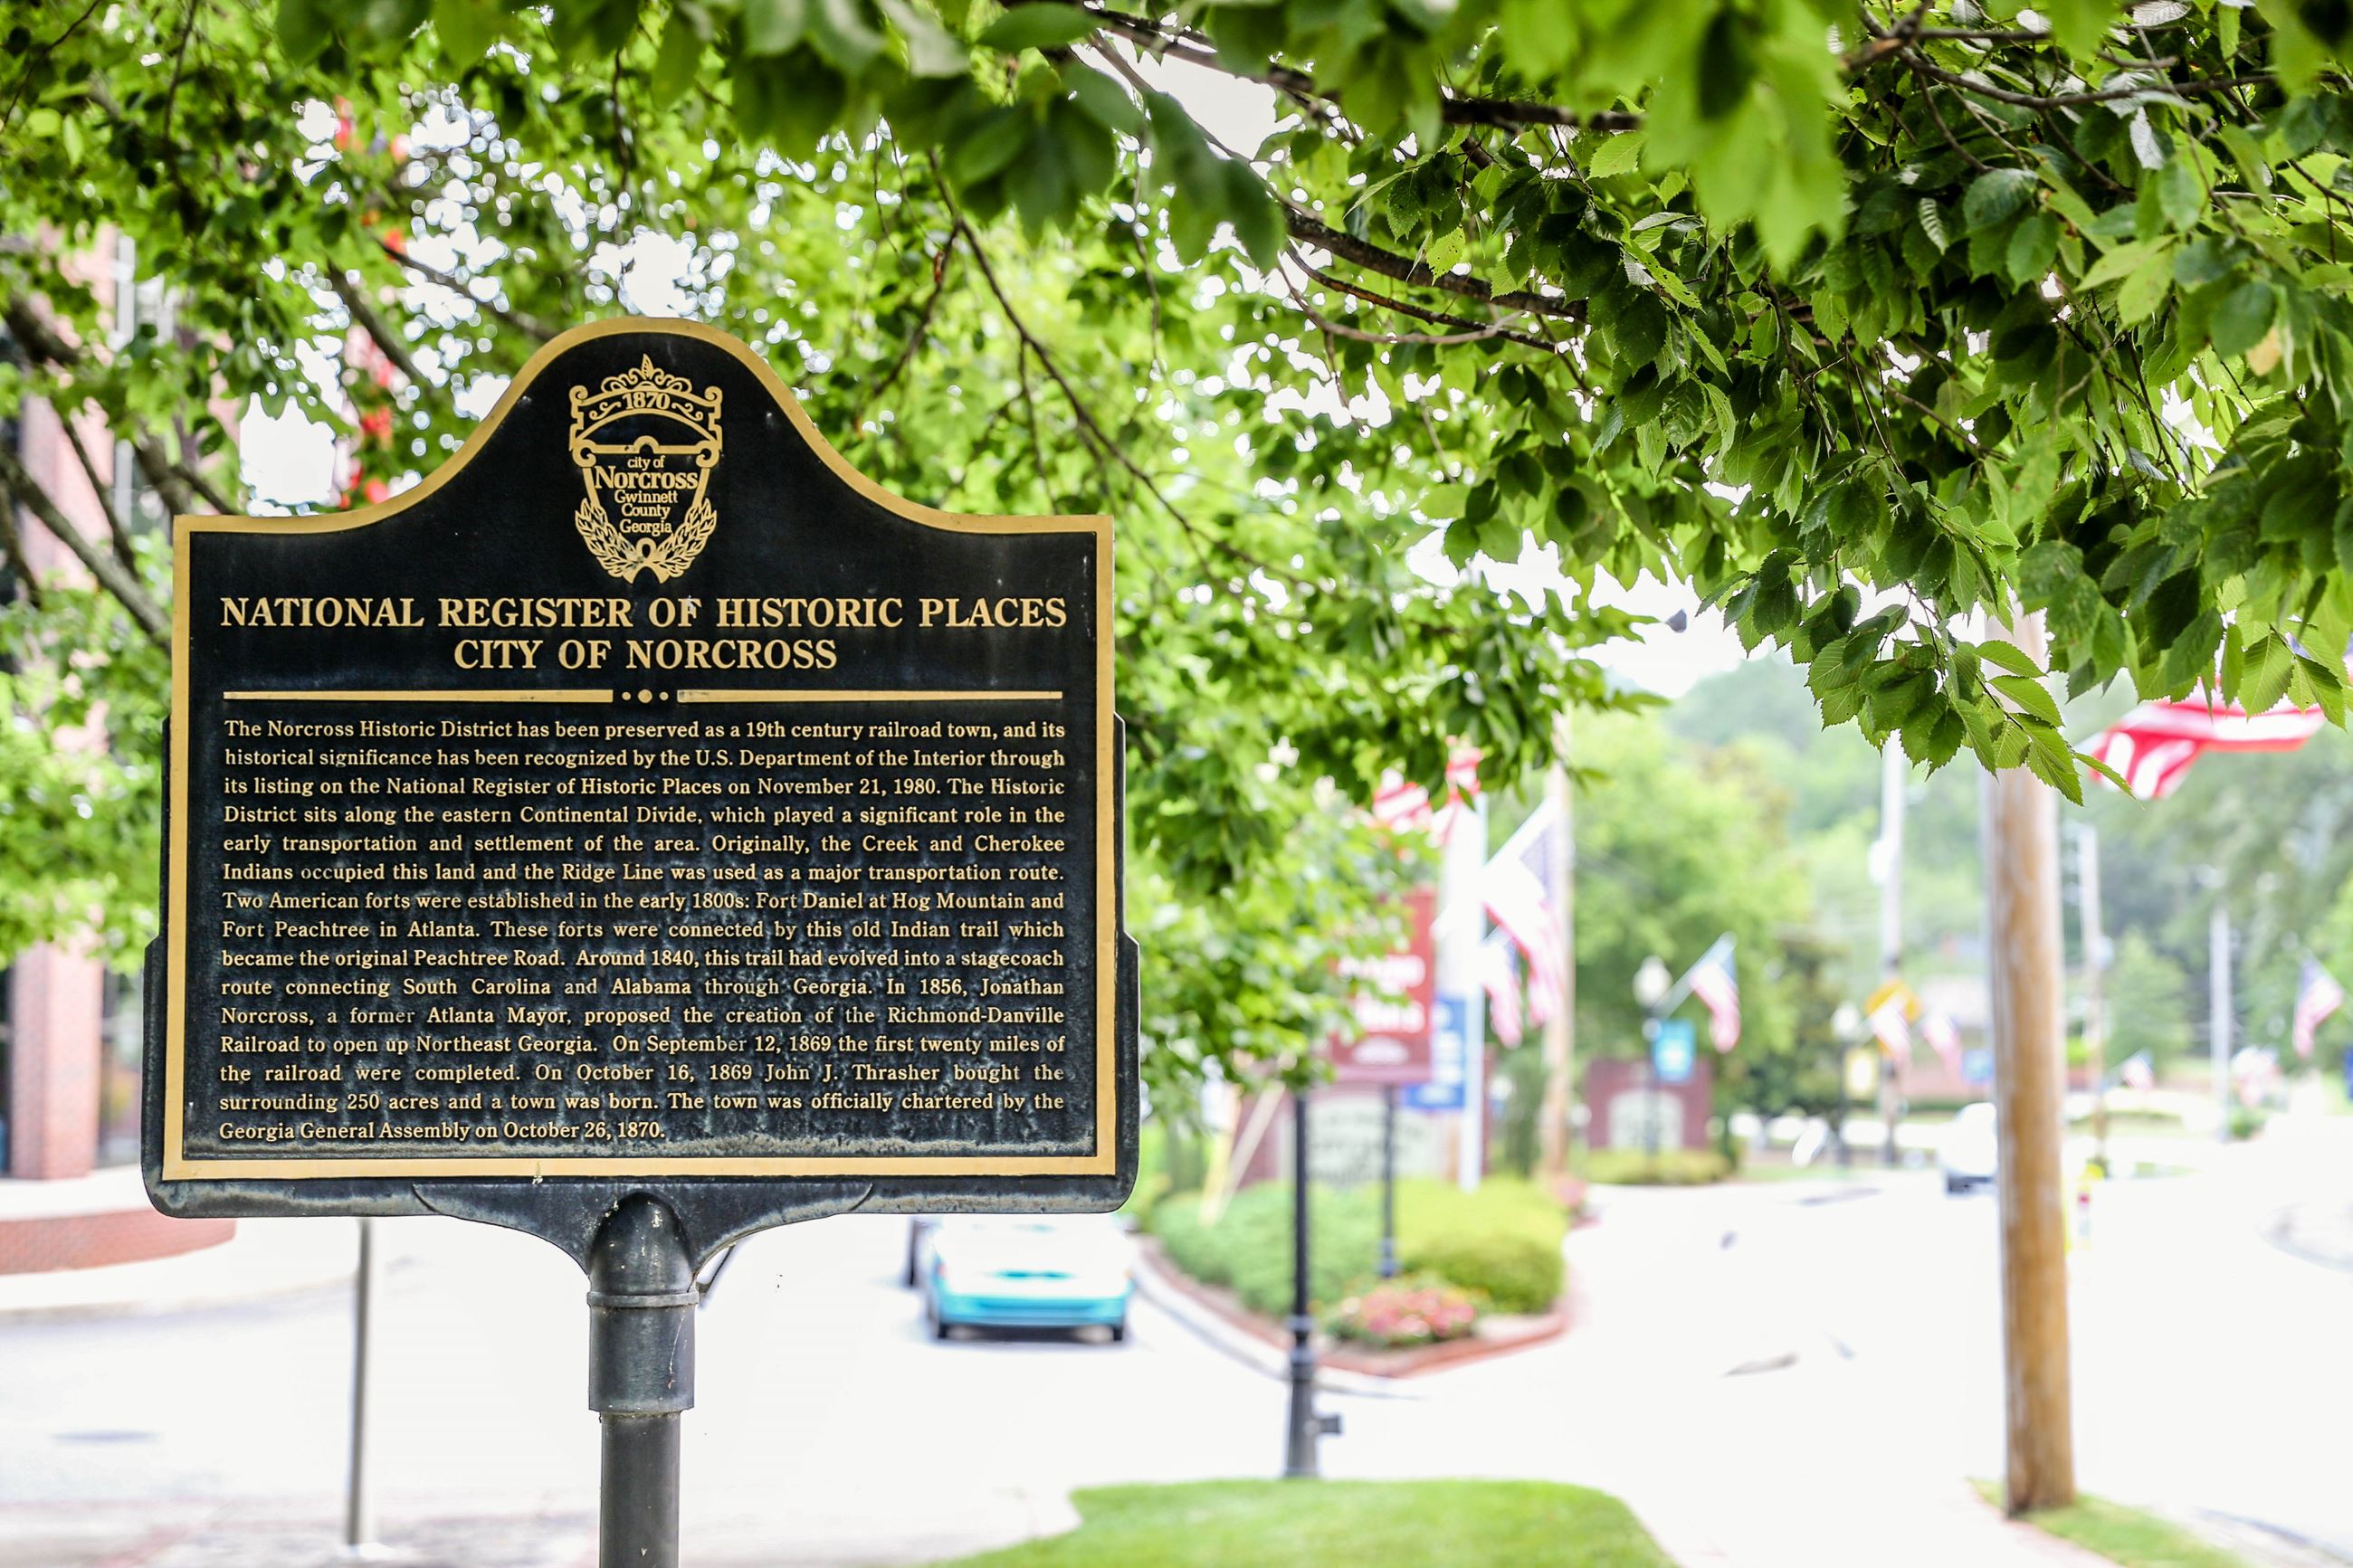 1870
city of
Norcross
Gwinnett
County
Georgia
NATIONAL REGISTER OF HISTORIC PLACES
CITY OF NORCROSS
The Norcross Historic District has been preserved as a 19th century railroad town, and its
historical significance has been recognized by the U.S. Department of the Interior through
its listing on the National Register of Historic Places on November 21, 1980. The Historic
District sits along the eastern Continental Divide, which played a significant role in the
early transportation and settlement of the area. Originally, the Creek and Cherokee
Indians occupied this land and the Ridge Line was used as a major transportation route.
Two American forts were established in the early 1800s: Fort Daniel at Hog Mountain and
Fort Peachtree in Atlanta. These forts were connected by this old Indian trail which
became the original Peachtree Road. Around 1840, this trail had evolved into a stagecoach
route connecting South Carolina and Alabama through Georgia. In 1856, Jonathan
Norcross, a former Atlanta Mayor, proposed the creation of the Richmond-Danville
Railroad to open up Northeast Georgia. On September 12, 1869 the first twenty miles of
the railroad were completed. On October 16, 1869 John J. Thrasher bought the
surrounding 250 acres and a town was born. The town was officially chartered by the
Georgia General Assembly on October 26, 1870.